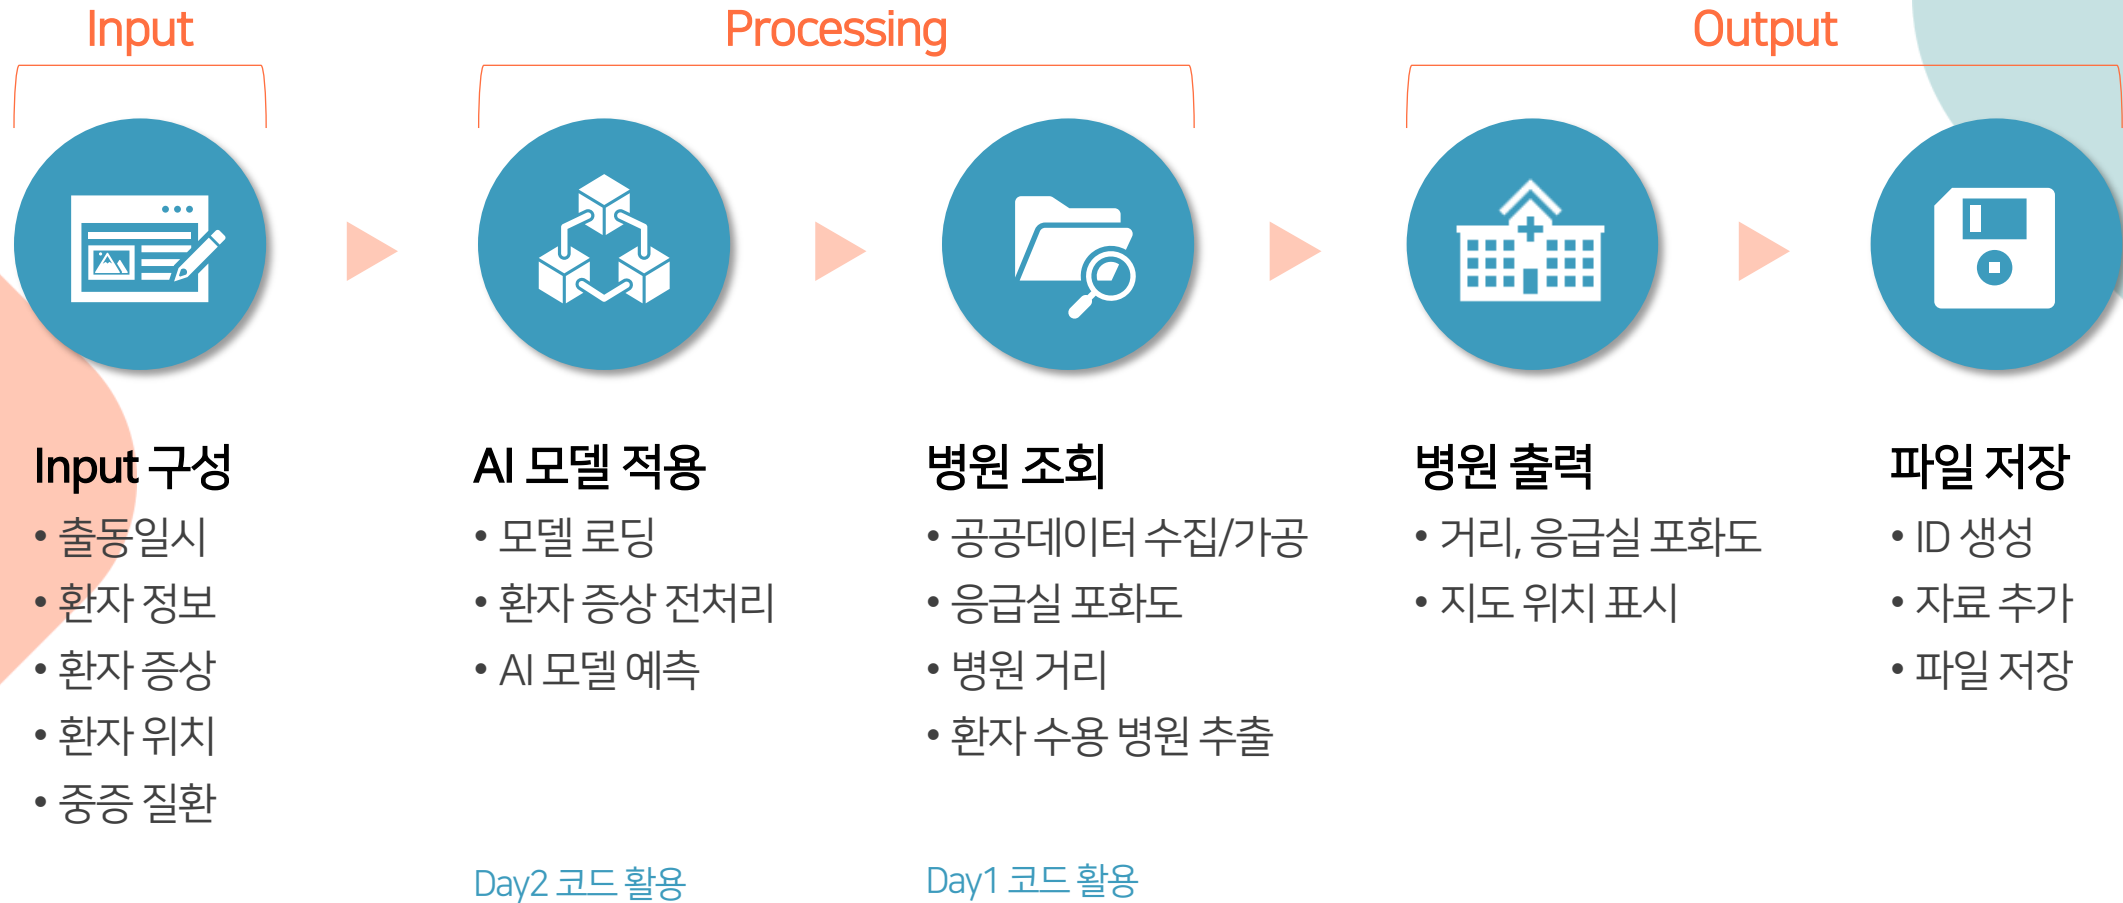 Input
Processing
Output
Input 구성
• 출동일시
• 환자 정보
• 환자 증상
• 환자 위치
• 중증 질환
AI 모델 적용
• 모델 로딩
• 환자 증상 전처리
• AI 모델 예측
Day2 코드 활용
병원 조회
• 공공데이터 수집/가공
• 응급실 포화도
• 병원 거리
• 환자 수용 병원 추출
Day1 코드 활용
병원 출력
• 거리, 응급실 포화도
• 지도 위치 표시
파일 저장
• ID 생성
• 자료 추가
• 파일 저장